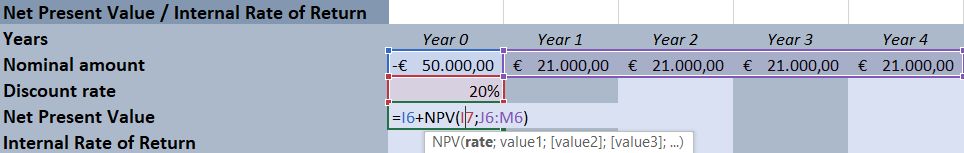 Net Present Value / Internal Rate of Return
Years Year 0 Year 1 Year 2 Year 3 Year 4
Nominal amount -€ 50.000,00 € 21.000,00 € 21.000,00 € 21.000,00 € 21.000,00
Discount rate 20%
Net Present Value =I6+NPV(I7;J6:M6)
Internal Rate of Return NPV(rate; value1; [value2]; [value3]; ...)